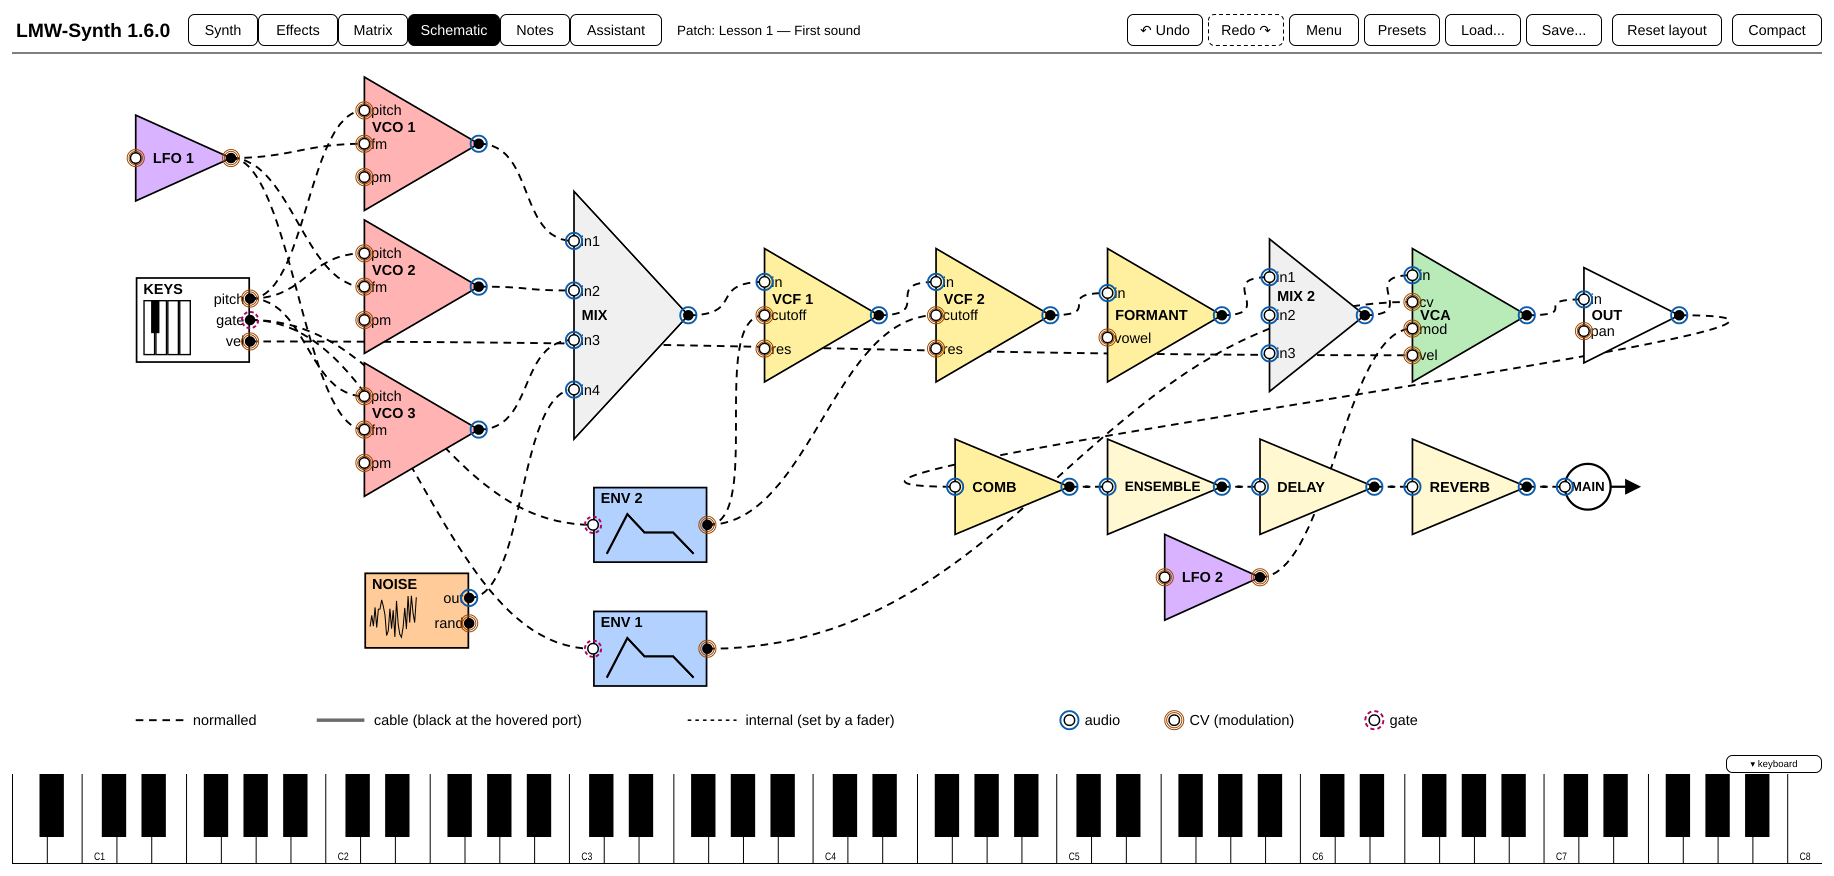 LMW-Synth 1.6.0
Synth
Effects
Matrix
Schematic
Notes
Assistant
Patch: Lesson 1 — First sound
↶ Undo
Redo ↷
Menu
Presets
Load...
Save...
Reset layout
Compact
LFO 1
pitch
VCO 1
fm
pm
KEYS
pitch
gate
vel
pitch
VCO 2
fm
pm
pitch
VCO 3
fm
pm
in1
in2
MIX
in3
in4
in
VCF 1
cutoff
res
in
VCF 2
cutoff
res
in
FORMANT
vowel
in1
MIX 2
in2
in3
in
cv
VCA
mod
vel
in
OUT
pan
COMB
ENSEMBLE
DELAY
REVERB
MAIN
ENV 2
LFO 2
NOISE
out
rand
ENV 1
normalled
cable (black at the hovered port)
internal (set by a fader)
audio
CV (modulation)
gate
▾ keyboard
C1
C2
C3
C4
C5
C6
C7
C8